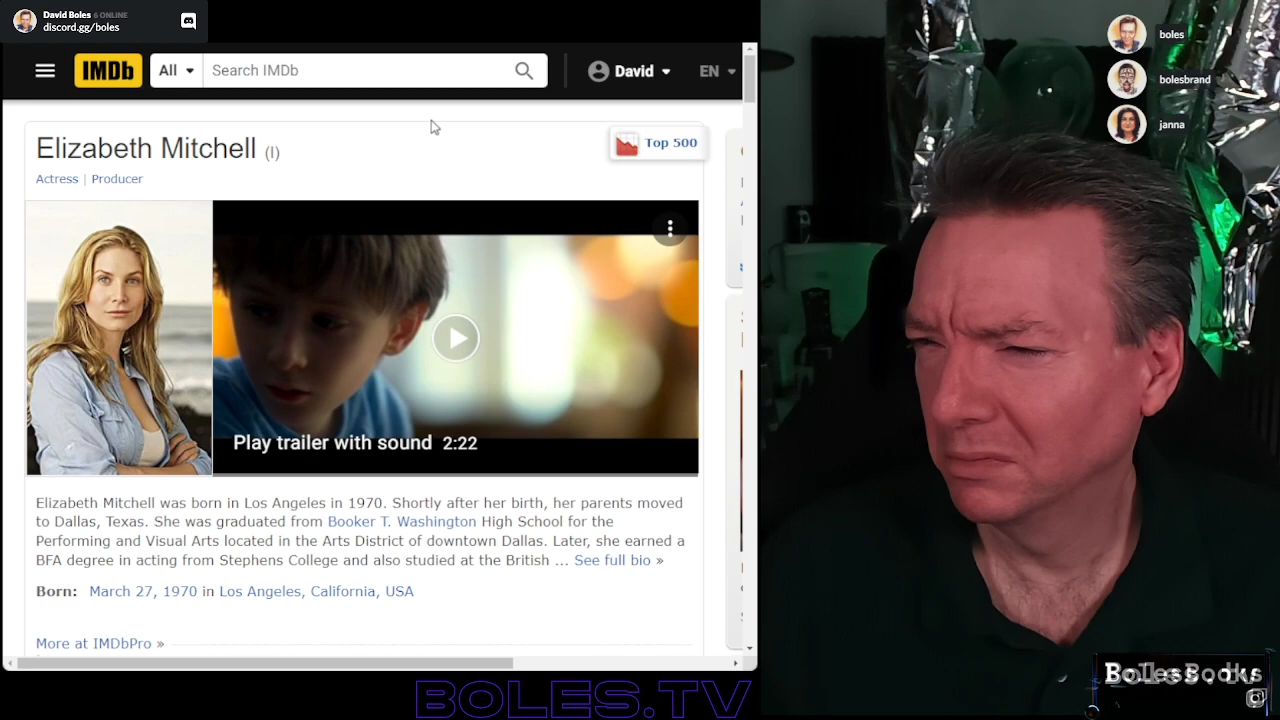 David Boles 6 ONLINE
discord.gg/boles
IMDb All Search IMDb David EN
Elizabeth Mitchell (I)
Top 500
Actress | Producer
Play trailer with sound 2:22
Elizabeth Mitchell was born in Los Angeles in 1970. Shortly after her birth, her parents moved
to Dallas, Texas. She was graduated from Booker T. Washington High School for the
Performing and Visual Arts located in the Arts District of downtown Dallas. Later, she earned a
BFA degree in acting from Stephens College and also studied at the British ... See full bio »
Born: March 27, 1970 in Los Angeles, California, USA
More at IMDbPro »
BOLES.TV
boles
bolesbrand
janna